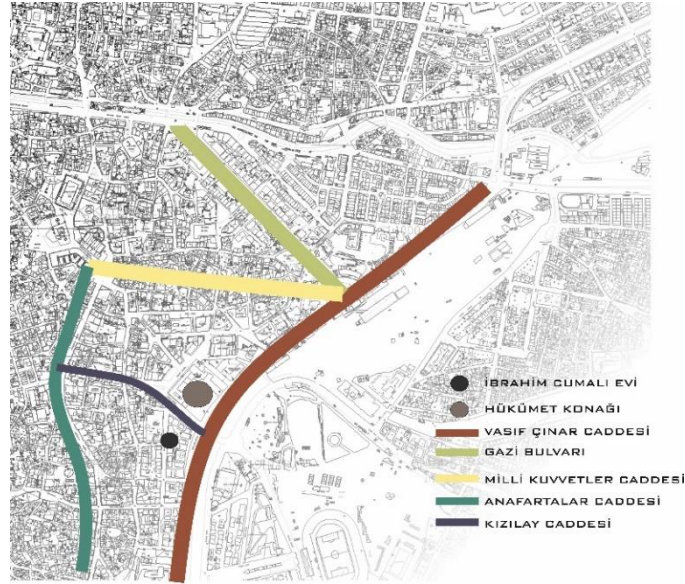 İBRAHİM CUMALI EVİ
HÜKÜMET KONAĞI
VASIF ÇINAR CADDESİ
GAZİ BULVARI
MİLLİ KUVVETLER CADDESİ
ANAFARTALAR CADDESİ
KIZILAY CADDESİ